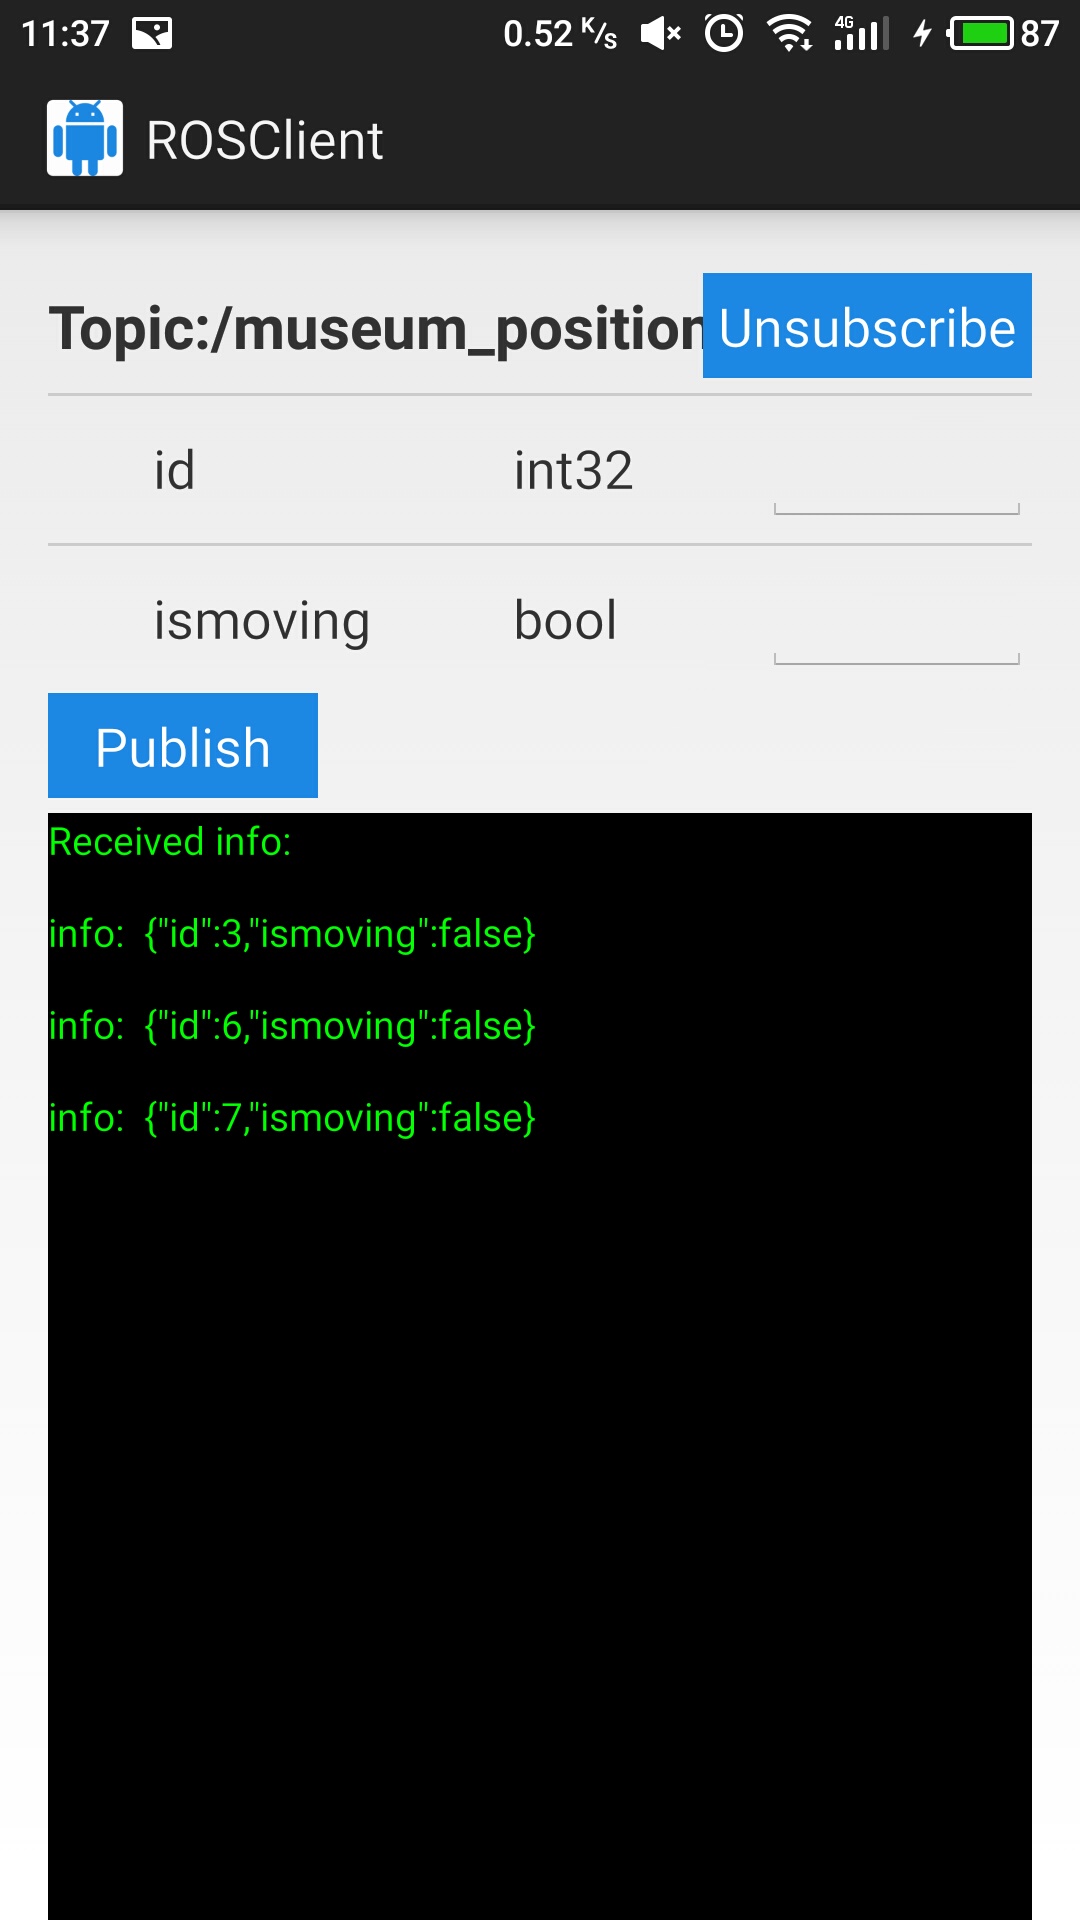 11:37 0.52 K/s 4G 87
ROSClient
Topic:/museum_position Unsubscribe
id int32
ismoving bool
Publish
Received info:
info: {"id":3,"ismoving":false}
info: {"id":6,"ismoving":false}
info: {"id":7,"ismoving":false}